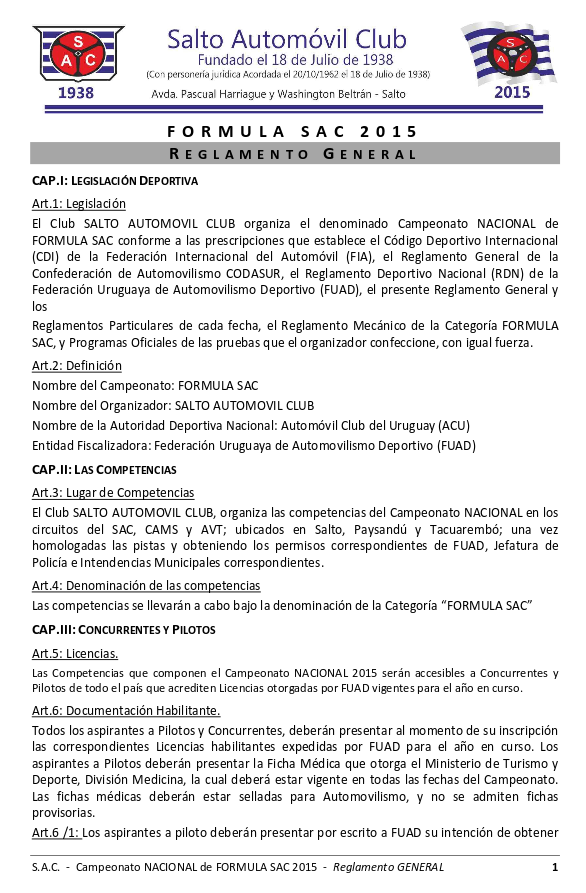 S
A C
1938
Salto Automóvil Club
Fundado el 18 de Julio de 1938
(Con personería jurídica Acordada el 20/10/1962 el 18 de Julio de 1938)
Avda. Pascual Harriague y Washington Beltrán - Salto
S
A C
2015
FORMULA SAC 2015
REGLAMENTO GENERAL
CAP.I: LEGISLACIÓN DEPORTIVA
Art.1: Legislación
El Club SALTO AUTOMOVIL CLUB organiza el denominado Campeonato NACIONAL de
FORMULA SAC conforme a las prescripciones que establece el Código Deportivo Internacional
(CDI) de la Federación Internacional del Automóvil (FIA), el Reglamento General de la
Confederación de Automovilismo CODASUR, el Reglamento Deportivo Nacional (RDN) de la
Federación Uruguaya de Automovilismo Deportivo (FUAD), el presente Reglamento General y
los
Reglamentos Particulares de cada fecha, el Reglamento Mecánico de la Categoría FORMULA
SAC, y Programas Oficiales de las pruebas que el organizador confeccione, con igual fuerza.
Art.2: Definición
Nombre del Campeonato: FORMULA SAC
Nombre del Organizador: SALTO AUTOMOVIL CLUB
Nombre de la Autoridad Deportiva Nacional: Automóvil Club del Uruguay (ACU)
Entidad Fiscalizadora: Federación Uruguaya de Automovilismo Deportivo (FUAD)
CAP.II: LAS COMPETENCIAS
Art.3: Lugar de Competencias
El Club SALTO AUTOMOVIL CLUB, organiza las competencias del Campeonato NACIONAL en los
circuitos del SAC, CAMS y AVT; ubicados en Salto, Paysandú y Tacuarembó; una vez
homologadas las pistas y obteniendo los permisos correspondientes de FUAD, Jefatura de
Policía e Intendencias Municipales correspondientes.
Art.4: Denominación de las competencias
Las competencias se llevarán a cabo bajo la denominación de la Categoría “FORMULA SAC”
CAP.III: CONCURRENTES Y PILOTOS
Art.5: Licencias.
Las Competencias que componen el Campeonato NACIONAL 2015 serán accesibles a Concurrentes y
Pilotos de todo el país que acrediten Licencias otorgadas por FUAD vigentes para el año en curso.
Art.6: Documentación Habilitante.
Todos los aspirantes a Pilotos y Concurrentes, deberán presentar al momento de su inscripción
las correspondientes Licencias habilitantes expedidas por FUAD para el año en curso. Los
aspirantes a Pilotos deberán presentar la Ficha Médica que otorga el Ministerio de Turismo y
Deporte, División Medicina, la cual deberá estar vigente en todas las fechas del Campeonato.
Las fichas médicas deberán estar selladas para Automovilismo, y no se admiten fichas
provisorias.
Art.6 /1: Los aspirantes a piloto deberán presentar por escrito a FUAD su intención de obtener
S.A.C. - Campeonato NACIONAL de FORMULA SAC 2015 - Reglamento GENERAL 1